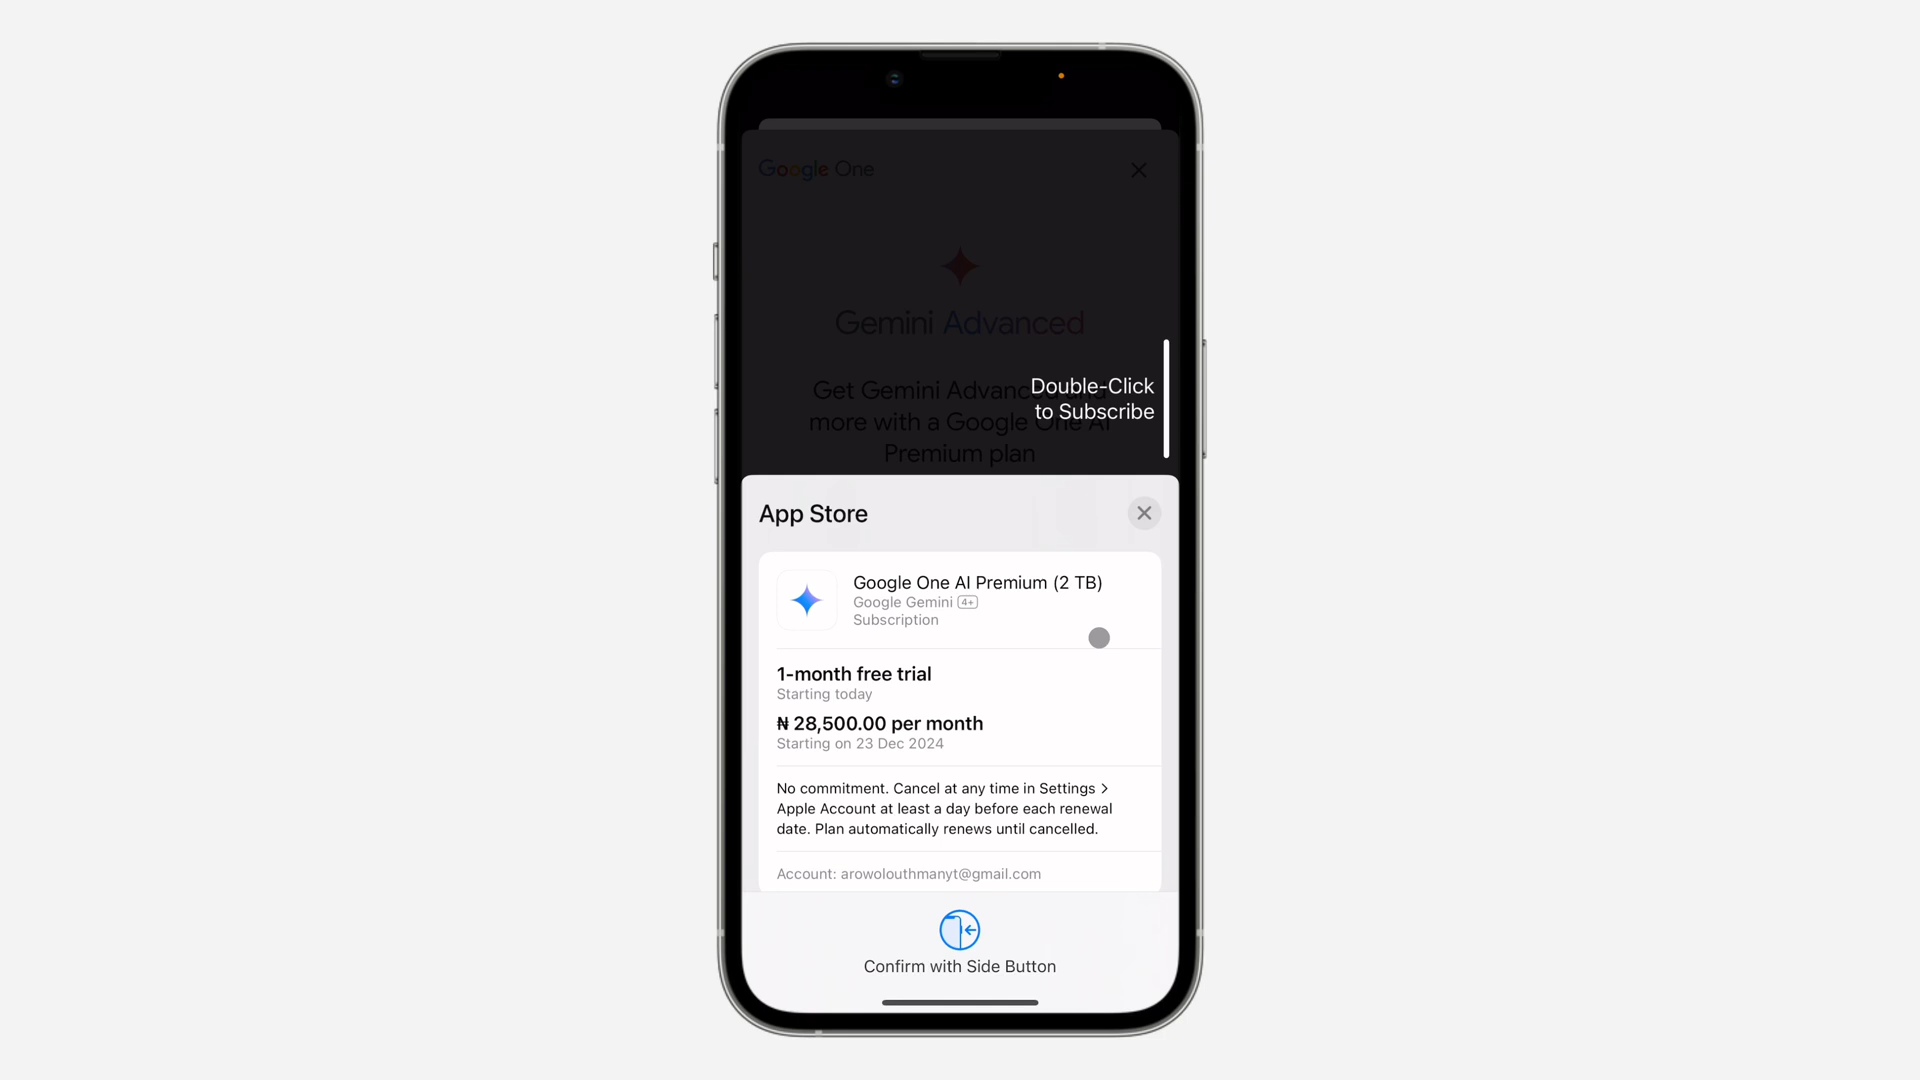 Google One
Gemini Advanced
Get Gemini Advanced and
more with a Google One AI
Premium plan
Double-Click
to Subscribe
App Store
Google One AI Premium (2 TB)
Google Gemini 4+
Subscription
1-month free trial
Starting today
₦ 28,500.00 per month
Starting on 23 Dec 2024
No commitment. Cancel at any time in Settings >
Apple Account at least a day before each renewal
date. Plan automatically renews until cancelled.
Account: arowolouthmanyt@gmail.com
Confirm with Side Button